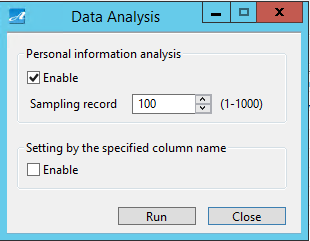 Data Analysis
Personal information analysis
Enable
Sampling record 100 (1-1000)
Setting by the specified column name
Enable
Run Close